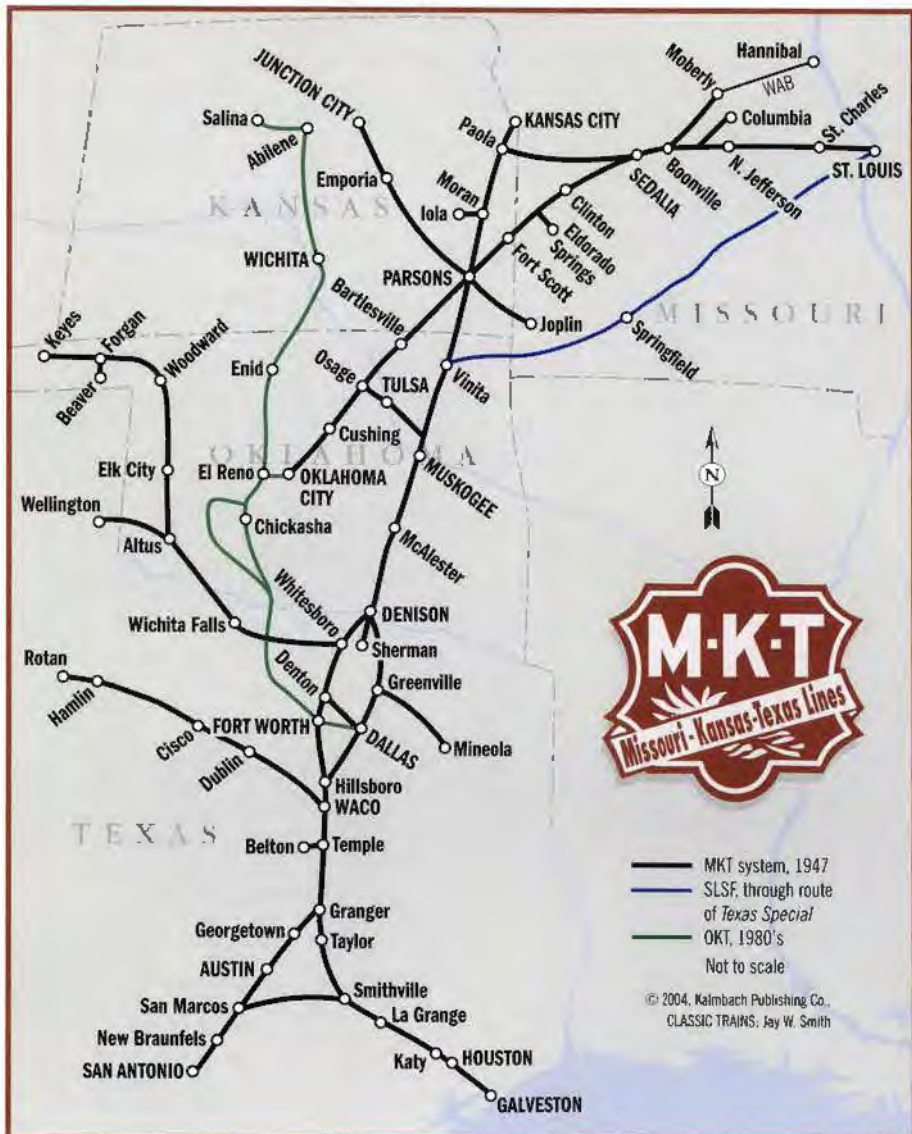 Hannibal
Moberly
WAB
JUNCTION CITY
Salina
Abilene
KANSAS CITY
Paola
Columbia
St. Charles
ST. LOUIS
N. Jefferson
Boonville
SEDALIA
Emporia
KANSAS
Moran
Iola
Clinton
Eldorado
Springs
Fort Scott
WICHITA
PARSONS
Bartlesville
Joplin
Springfield
MISSOURI
Keyes
Forgan
Woodward
Beaver
Enid
Osage
TULSA
Vinita
Cushing
OKLAHOMA
Elk City
El Reno
OKLAHOMA
CITY
MUSKOGEE
N
Wellington
Chickasha
Altus
McAlester
Whitesboro
Wichita Falls
DENISON
Sherman
Rotan
Hamlin
Denton
Greenville
FORT WORTH
DALLAS
Cisco
Dublin
Mineola
Hillsboro
WACO
TEXAS
Belton
Temple
Granger
Georgetown
Taylor
AUSTIN
San Marcos
Smithville
La Grange
New Braunfels
SAN ANTONIO
Katy
HOUSTON
GALVESTON
M·K·T
Missouri-Kansas-Texas Lines
MKT system, 1947
SLSF, through route
of Texas Special
OKT, 1980's
Not to scale
© 2004, Kalmbach Publishing Co.,
CLASSIC TRAINS: Jay W. Smith